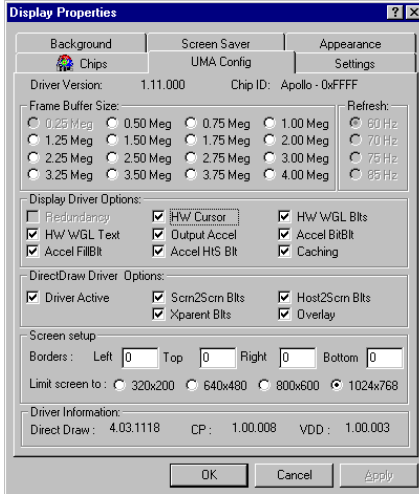 Display Properties
Background Screen Saver Appearance
Chips UMA Config Settings
Driver Version: 1.11.000 Chip ID: Apollo - 0xFFFF
Frame Buffer Size: Refresh:
0.25 Meg 0.50 Meg 0.75 Meg 1.00 Meg 60 Hz
1.25 Meg 1.50 Meg 1.75 Meg 2.00 Meg 70 Hz
2.25 Meg 2.50 Meg 2.75 Meg 3.00 Meg 75 Hz
3.25 Meg 3.50 Meg 3.75 Meg 4.00 Meg 85 Hz
Display Driver Options:
Redundancy HW Cursor HW WGL Blts
HW WGL Text Output Accel Accel BitBlt
Accel FillBlt Accel HtS Blt Caching
DirectDraw Driver Options:
Driver Active Scrn2Scrn Blts Host2Scrn Blts
Xparent Blts Overlay
Screen setup
Borders : Left 0 Top 0 Right 0 Bottom 0
Limit screen to : 320x200 640x480 800x600 1024x768
Driver Information:
Direct Draw : 4.03.1118 CP : 1.00.008 VDD : 1.00.003
OK Cancel Apply